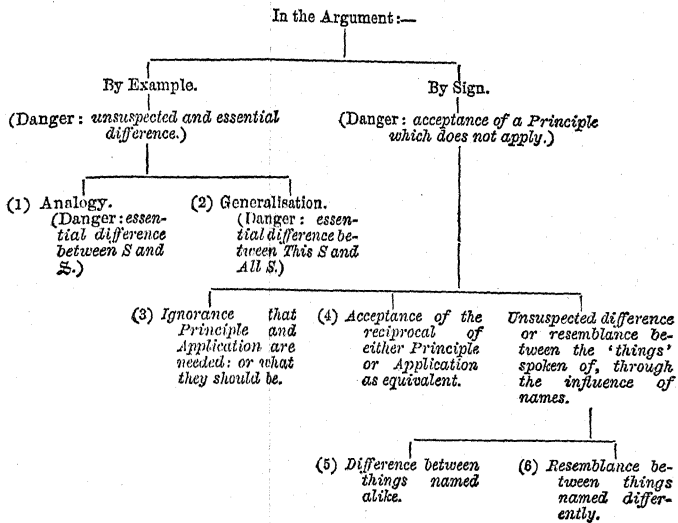 In the Argument:—
By Example.
(Danger: unsuspected and essential
difference.)
By Sign.
(Danger: acceptance of a Principle
which does not apply.)
(1) Analogy.
(Danger: essen-
tial difference
between S and
S.)
(2) Generalisation.
(Danger: essen-
tial difference be-
tween This S and
All S.)
(3) Ignorance that
Principle and
Application are
needed: or what
they should be.
(4) Acceptance of the
reciprocal of
either Principle
or Application
as equivalent.
Unsuspected difference
or resemblance be-
tween the ‘things’
spoken of, through
the influence of
names.
(5) Difference between
things named
alike.
(6) Resemblance be-
tween things
named differ-
ently.